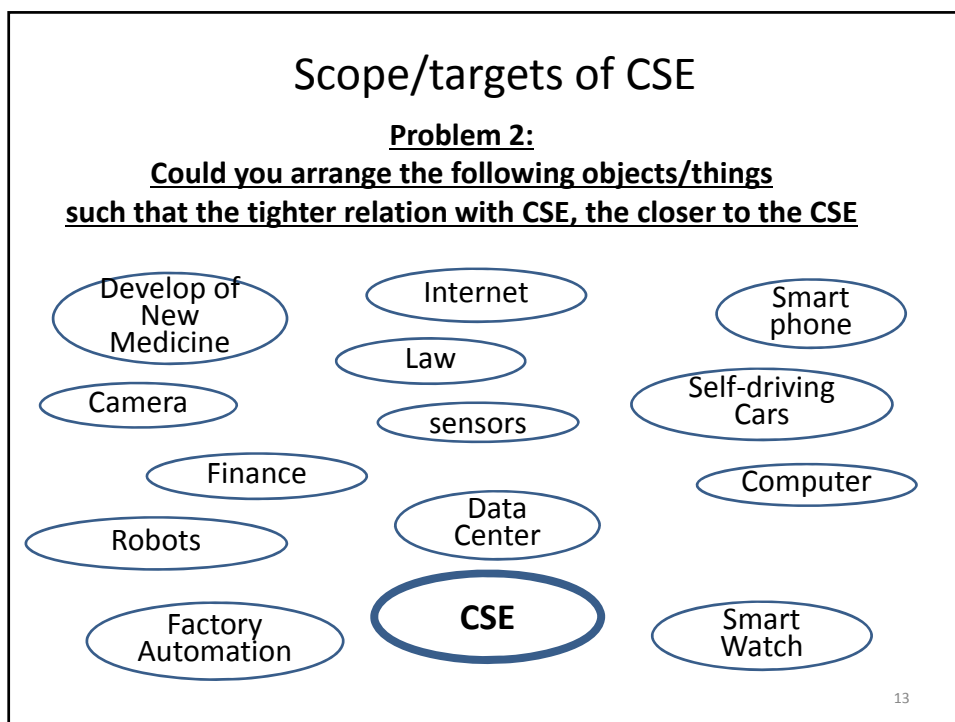 Scope/targets of CSE
Problem 2:
Could you arrange the following objects/things
such that the tighter relation with CSE, the closer to the CSE
Develop of
New
Medicine
Internet
Smart
phone
Law
Camera
Self-driving
Cars
sensors
Finance
Computer
Data
Center
Robots
CSE
Factory
Automation
Smart
Watch
13